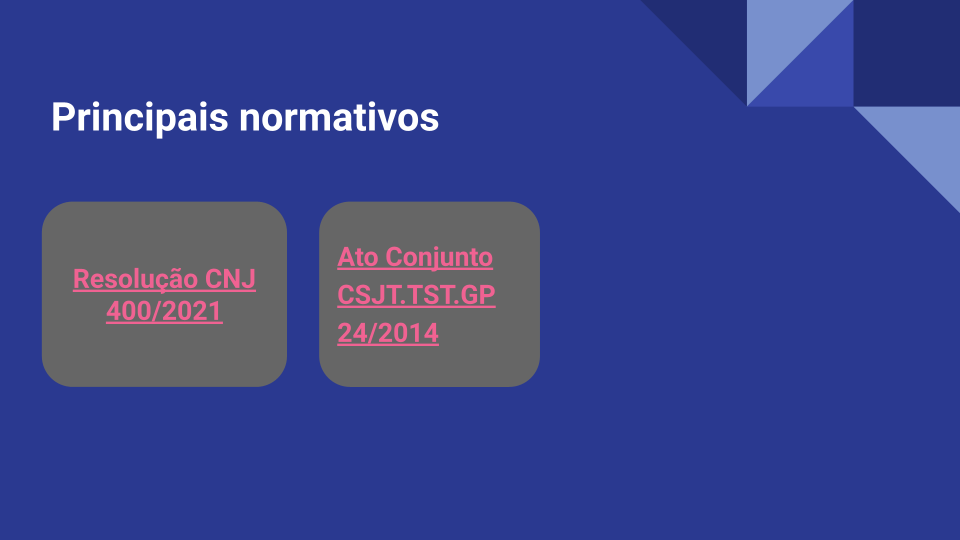 Principais normativos
Resolução CNJ
400/2021
Ato Conjunto
CSJT.TST.GP
24/2014